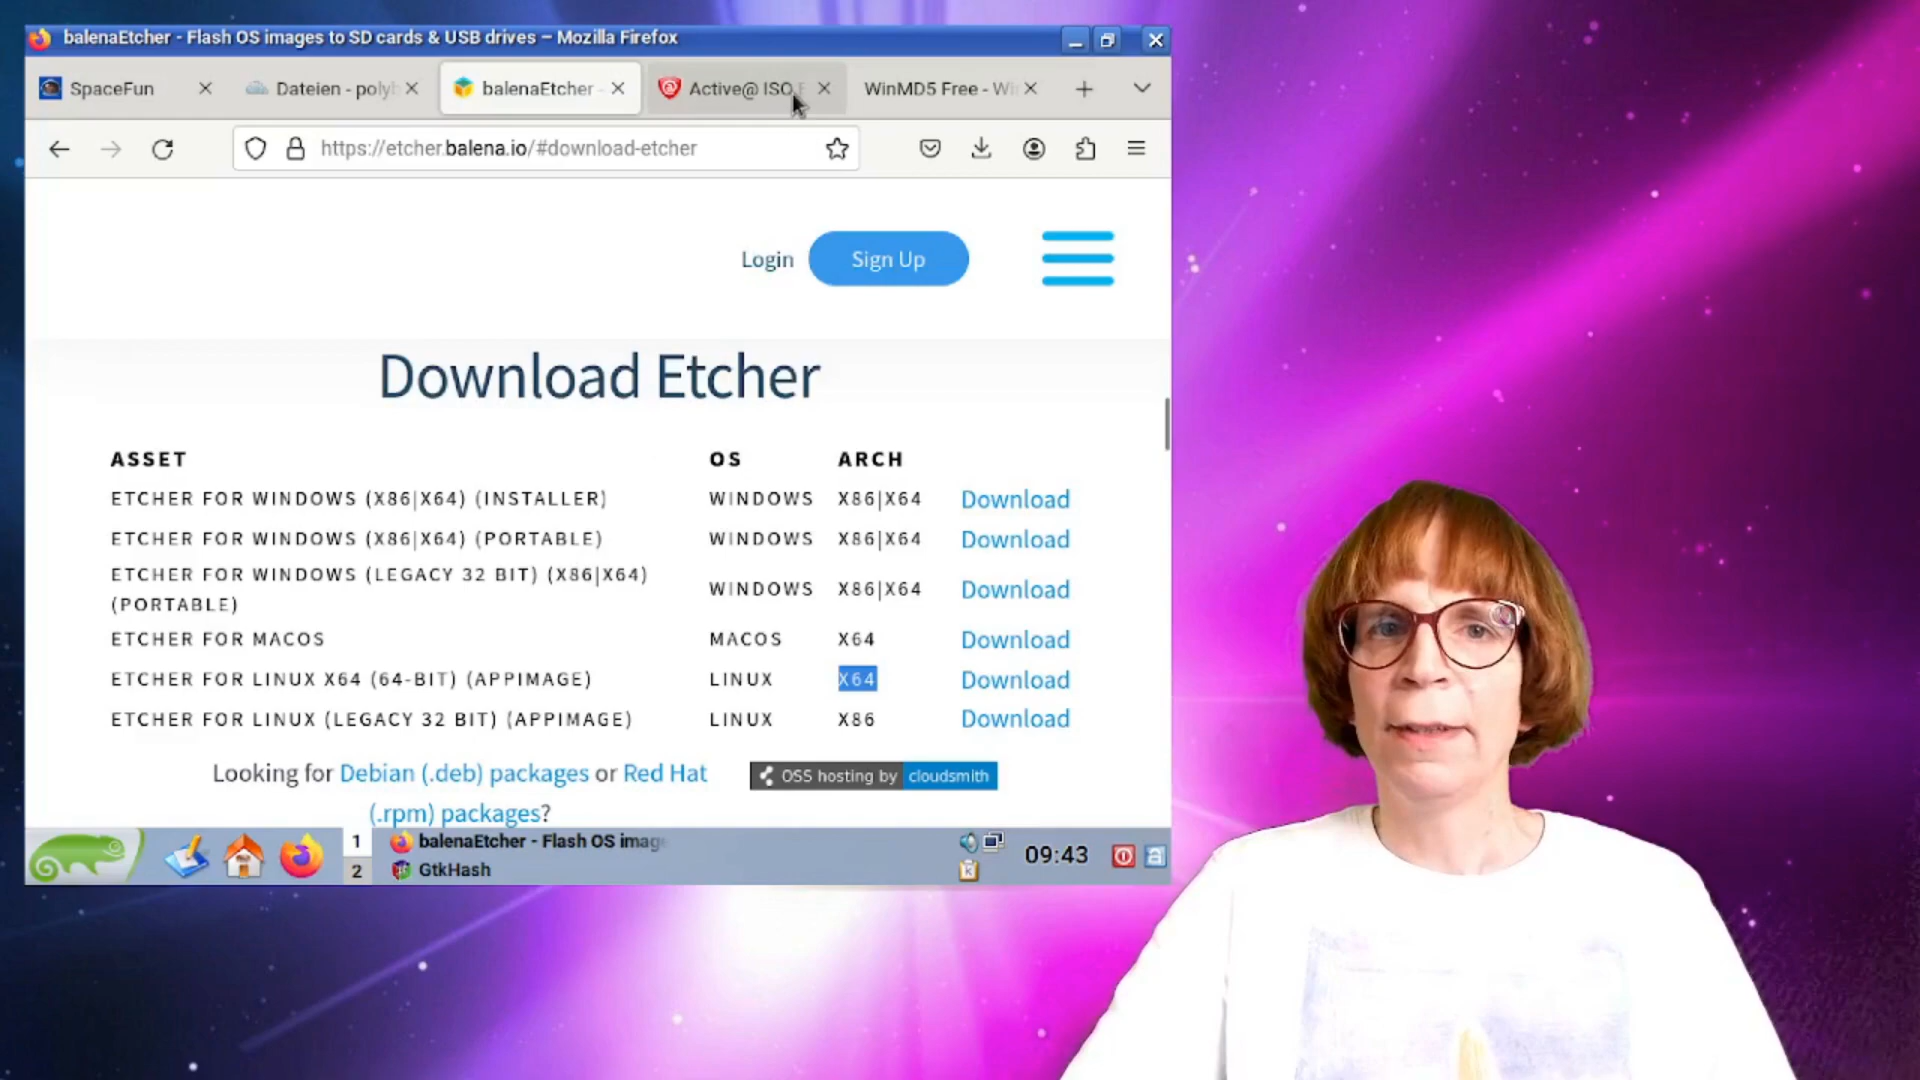 balenaEtcher - Flash OS images to SD cards & USB drives – Mozilla Firefox
SpaceFun
Dateien - polyb
balenaEtcher -
Active@ ISO F
WinMD5 Free - Wi
https://etcher.balena.io/#download-etcher
Login
Sign Up
Download Etcher
ASSET OS ARCH
ETCHER FOR WINDOWS (X86|X64) (INSTALLER) WINDOWS X86|X64 Download
ETCHER FOR WINDOWS (X86|X64) (PORTABLE) WINDOWS X86|X64 Download
ETCHER FOR WINDOWS (LEGACY 32 BIT) (X86|X64)
(PORTABLE) WINDOWS X86|X64 Download
ETCHER FOR MACOS MACOS X64 Download
ETCHER FOR LINUX X64 (64-BIT) (APPIMAGE) LINUX X64 Download
ETCHER FOR LINUX (LEGACY 32 BIT) (APPIMAGE) LINUX X86 Download
Looking for Debian (.deb) packages or Red Hat
(.rpm) packages?
OSS hosting by cloudsmith
1
2
balenaEtcher - Flash OS imag
GtkHash
09:43